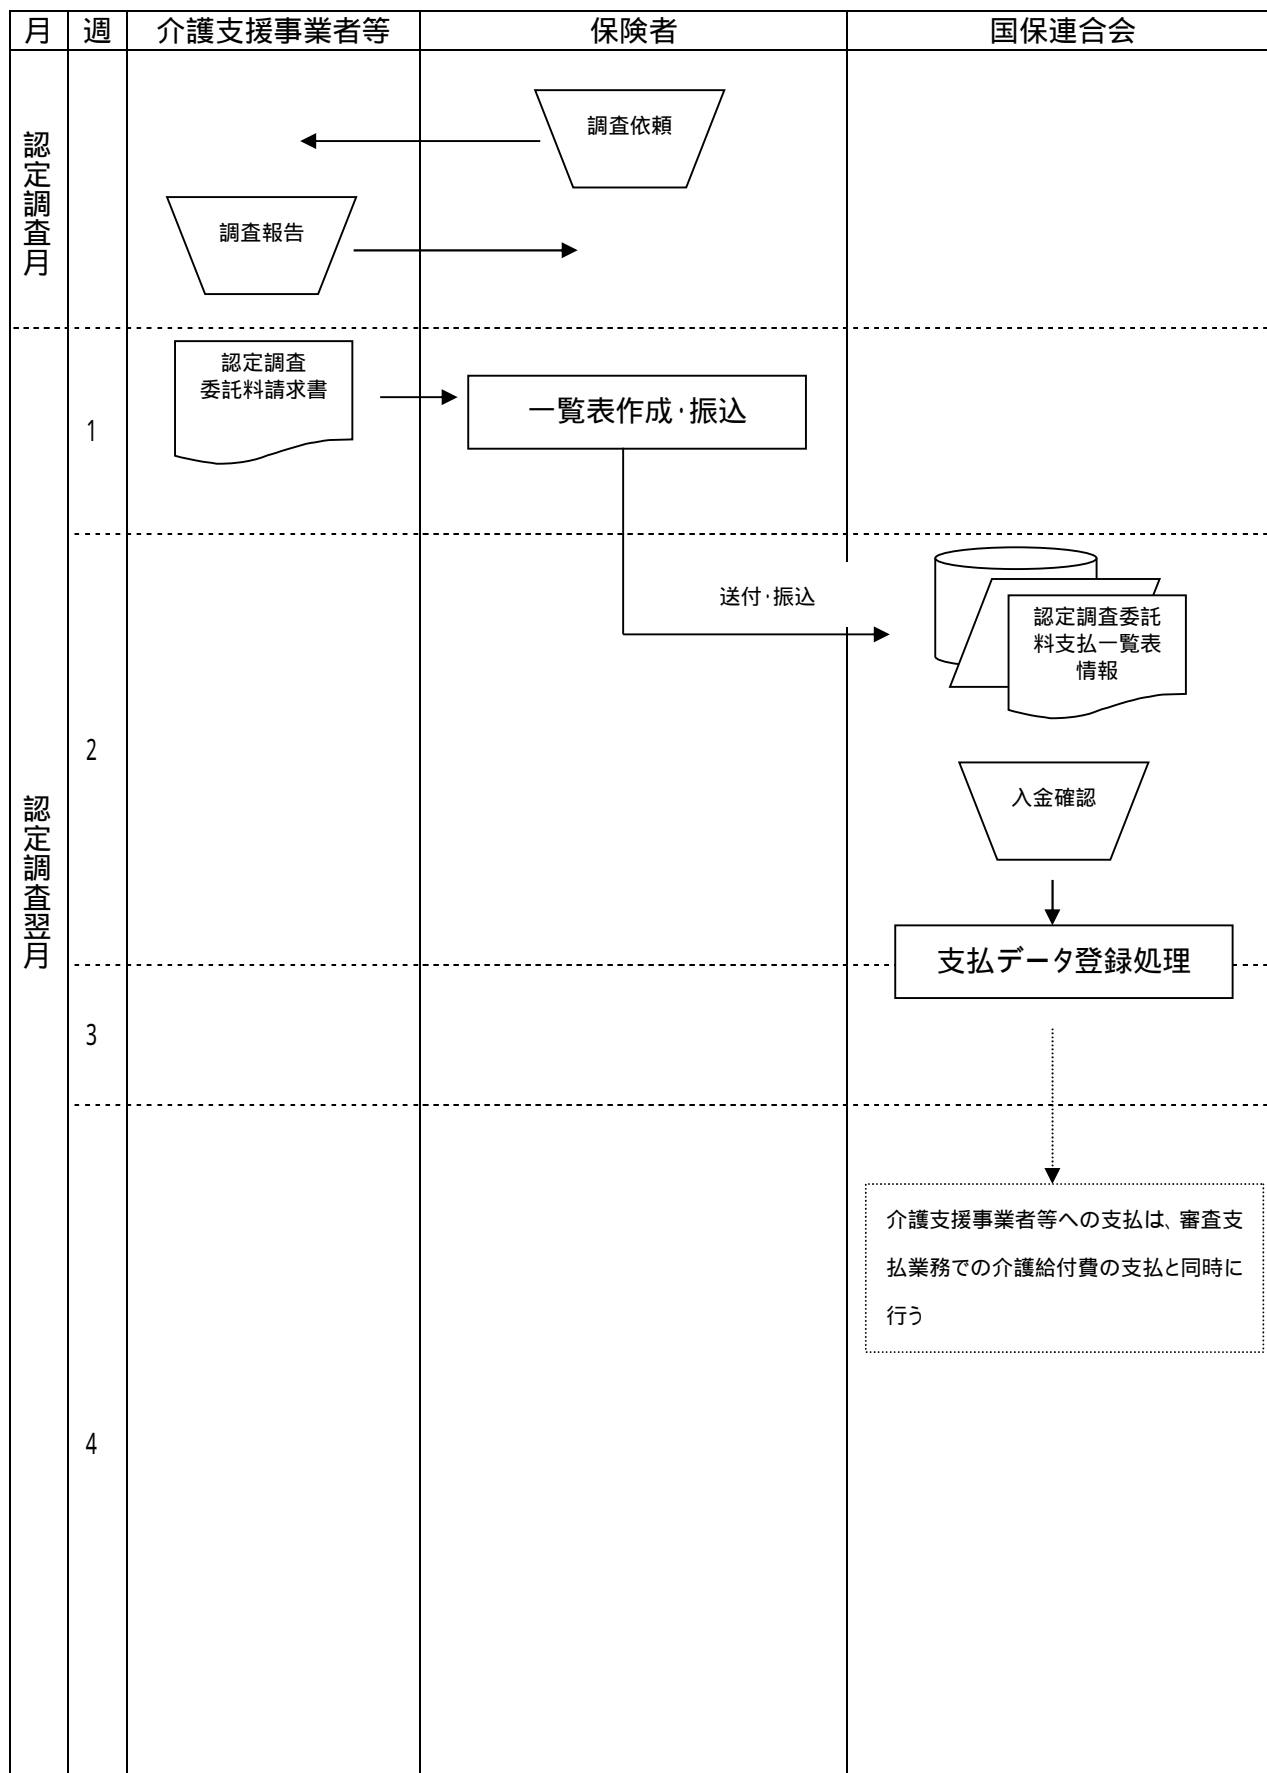 月 週 介護支援事業者等 保険者 国保連合会
認定調査月
調査依頼
調査報告
認定調査翌月
1
認定調査
委託料請求書
一覧表作成・振込
2
送付・振込
認定調査委託
料支払一覧表
情報
入金確認
支払データ登録処理
3
4
介護支援事業者等への支払は、審査支
払業務での介護給付費の支払と同時に
行う